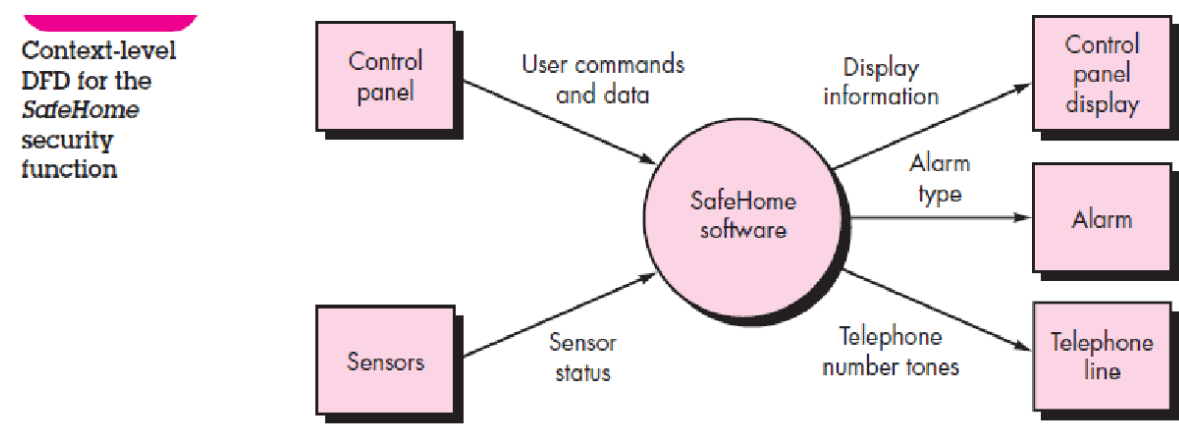 Context-level
DFD for the
SafeHome
security
function
Control
panel
User commands
and data
Display
information
Control
panel
display
SafeHome
software
Alarm
type
Alarm
Sensors
Sensor
status
Telephone
number tones
Telephone
line